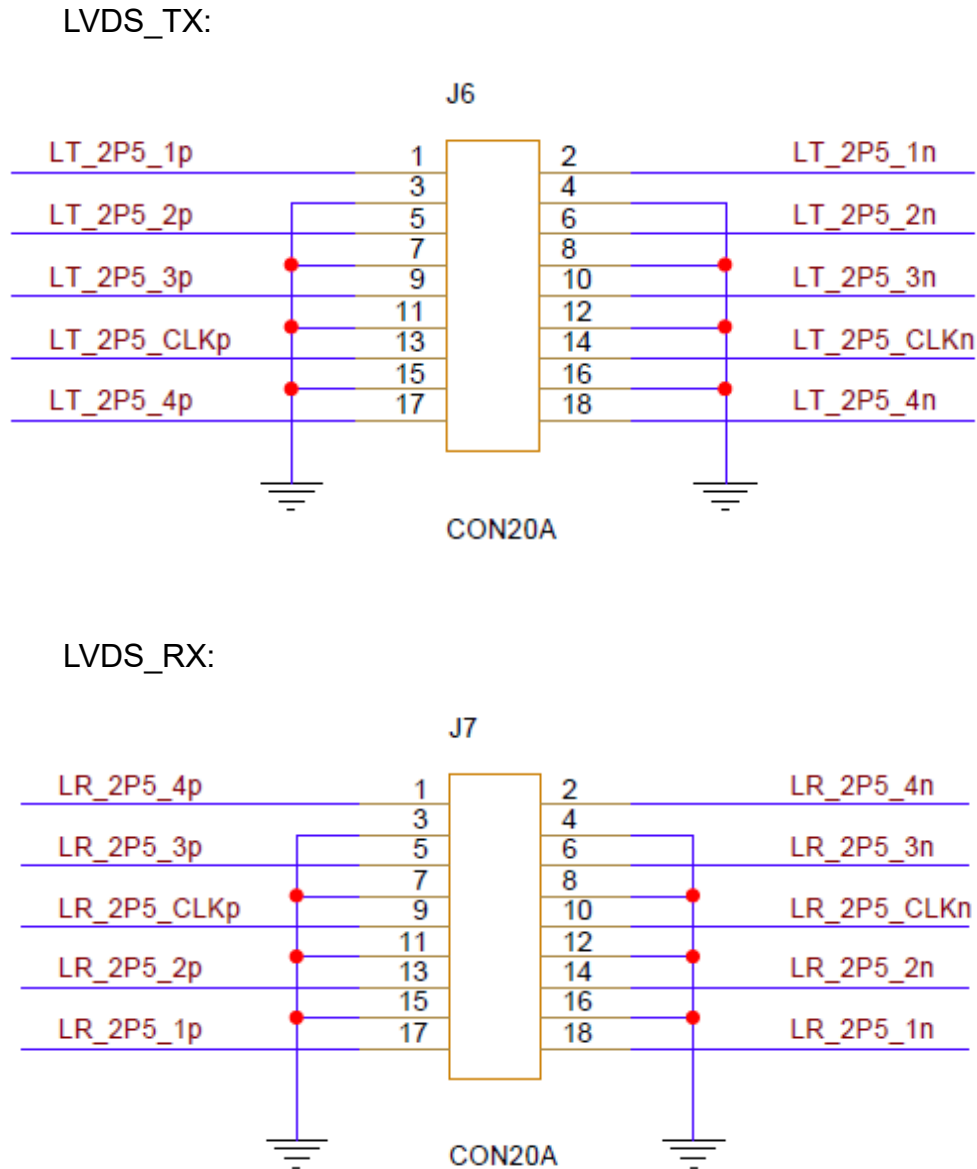 LVDS_TX:
J6
LT_2P5_1p 1 2 LT_2P5_1n
3 4
LT_2P5_2p 5 6 LT_2P5_2n
7 8
LT_2P5_3p 9 10 LT_2P5_3n
11 12
LT_2P5_CLKp 13 14 LT_2P5_CLKn
15 16
LT_2P5_4p 17 18 LT_2P5_4n
CON20A
LVDS_RX:
J7
LR_2P5_4p 1 2 LR_2P5_4n
3 4
LR_2P5_3p 5 6 LR_2P5_3n
7 8
LR_2P5_CLKp 9 10 LR_2P5_CLKn
11 12
LR_2P5_2p 13 14 LR_2P5_2n
15 16
LR_2P5_1p 17 18 LR_2P5_1n
CON20A